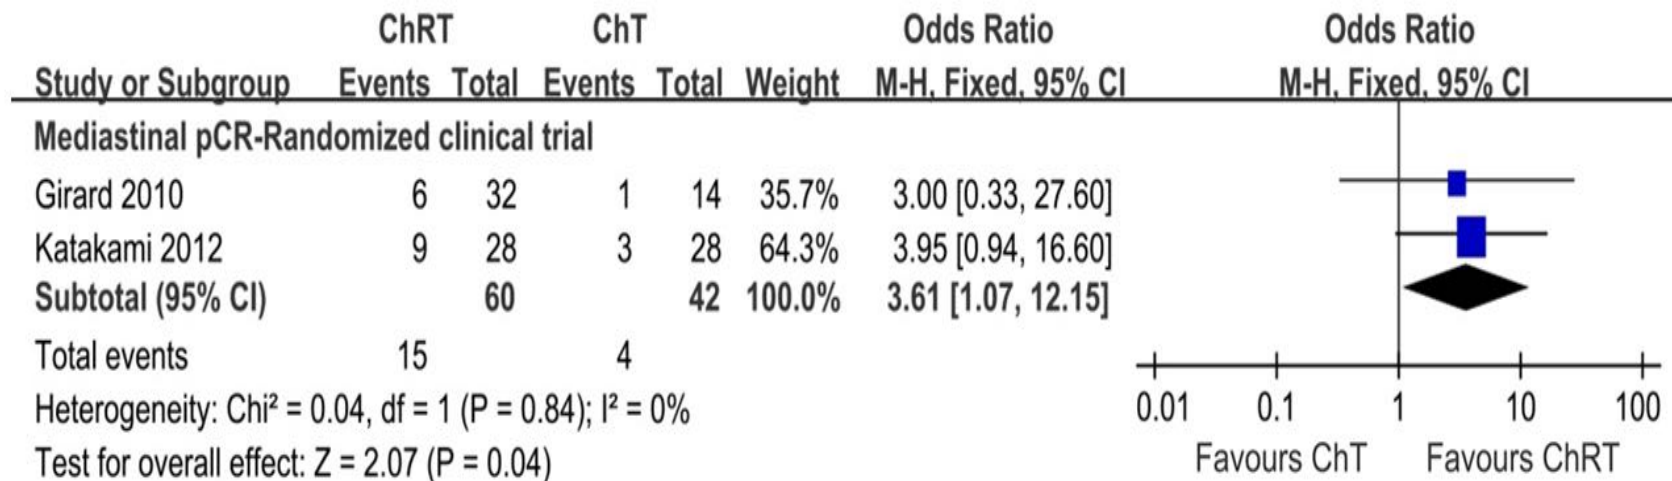 ChRT ChT Odds Ratio Odds Ratio
Study or Subgroup Events Total Events Total Weight M-H, Fixed, 95% CI M-H, Fixed, 95% CI
Mediastinal pCR-Randomized clinical trial
Girard 2010 6 32 1 14 35.7% 3.00 [0.33, 27.60]
Katakami 2012 9 28 3 28 64.3% 3.95 [0.94, 16.60]
Subtotal (95% CI) 60 42 100.0% 3.61 [1.07, 12.15]
Total events 15 4
Heterogeneity: Chi² = 0.04, df = 1 (P = 0.84); I² = 0%
Test for overall effect: Z = 2.07 (P = 0.04)
0.01 0.1 1 10 100
Favours ChT Favours ChRT